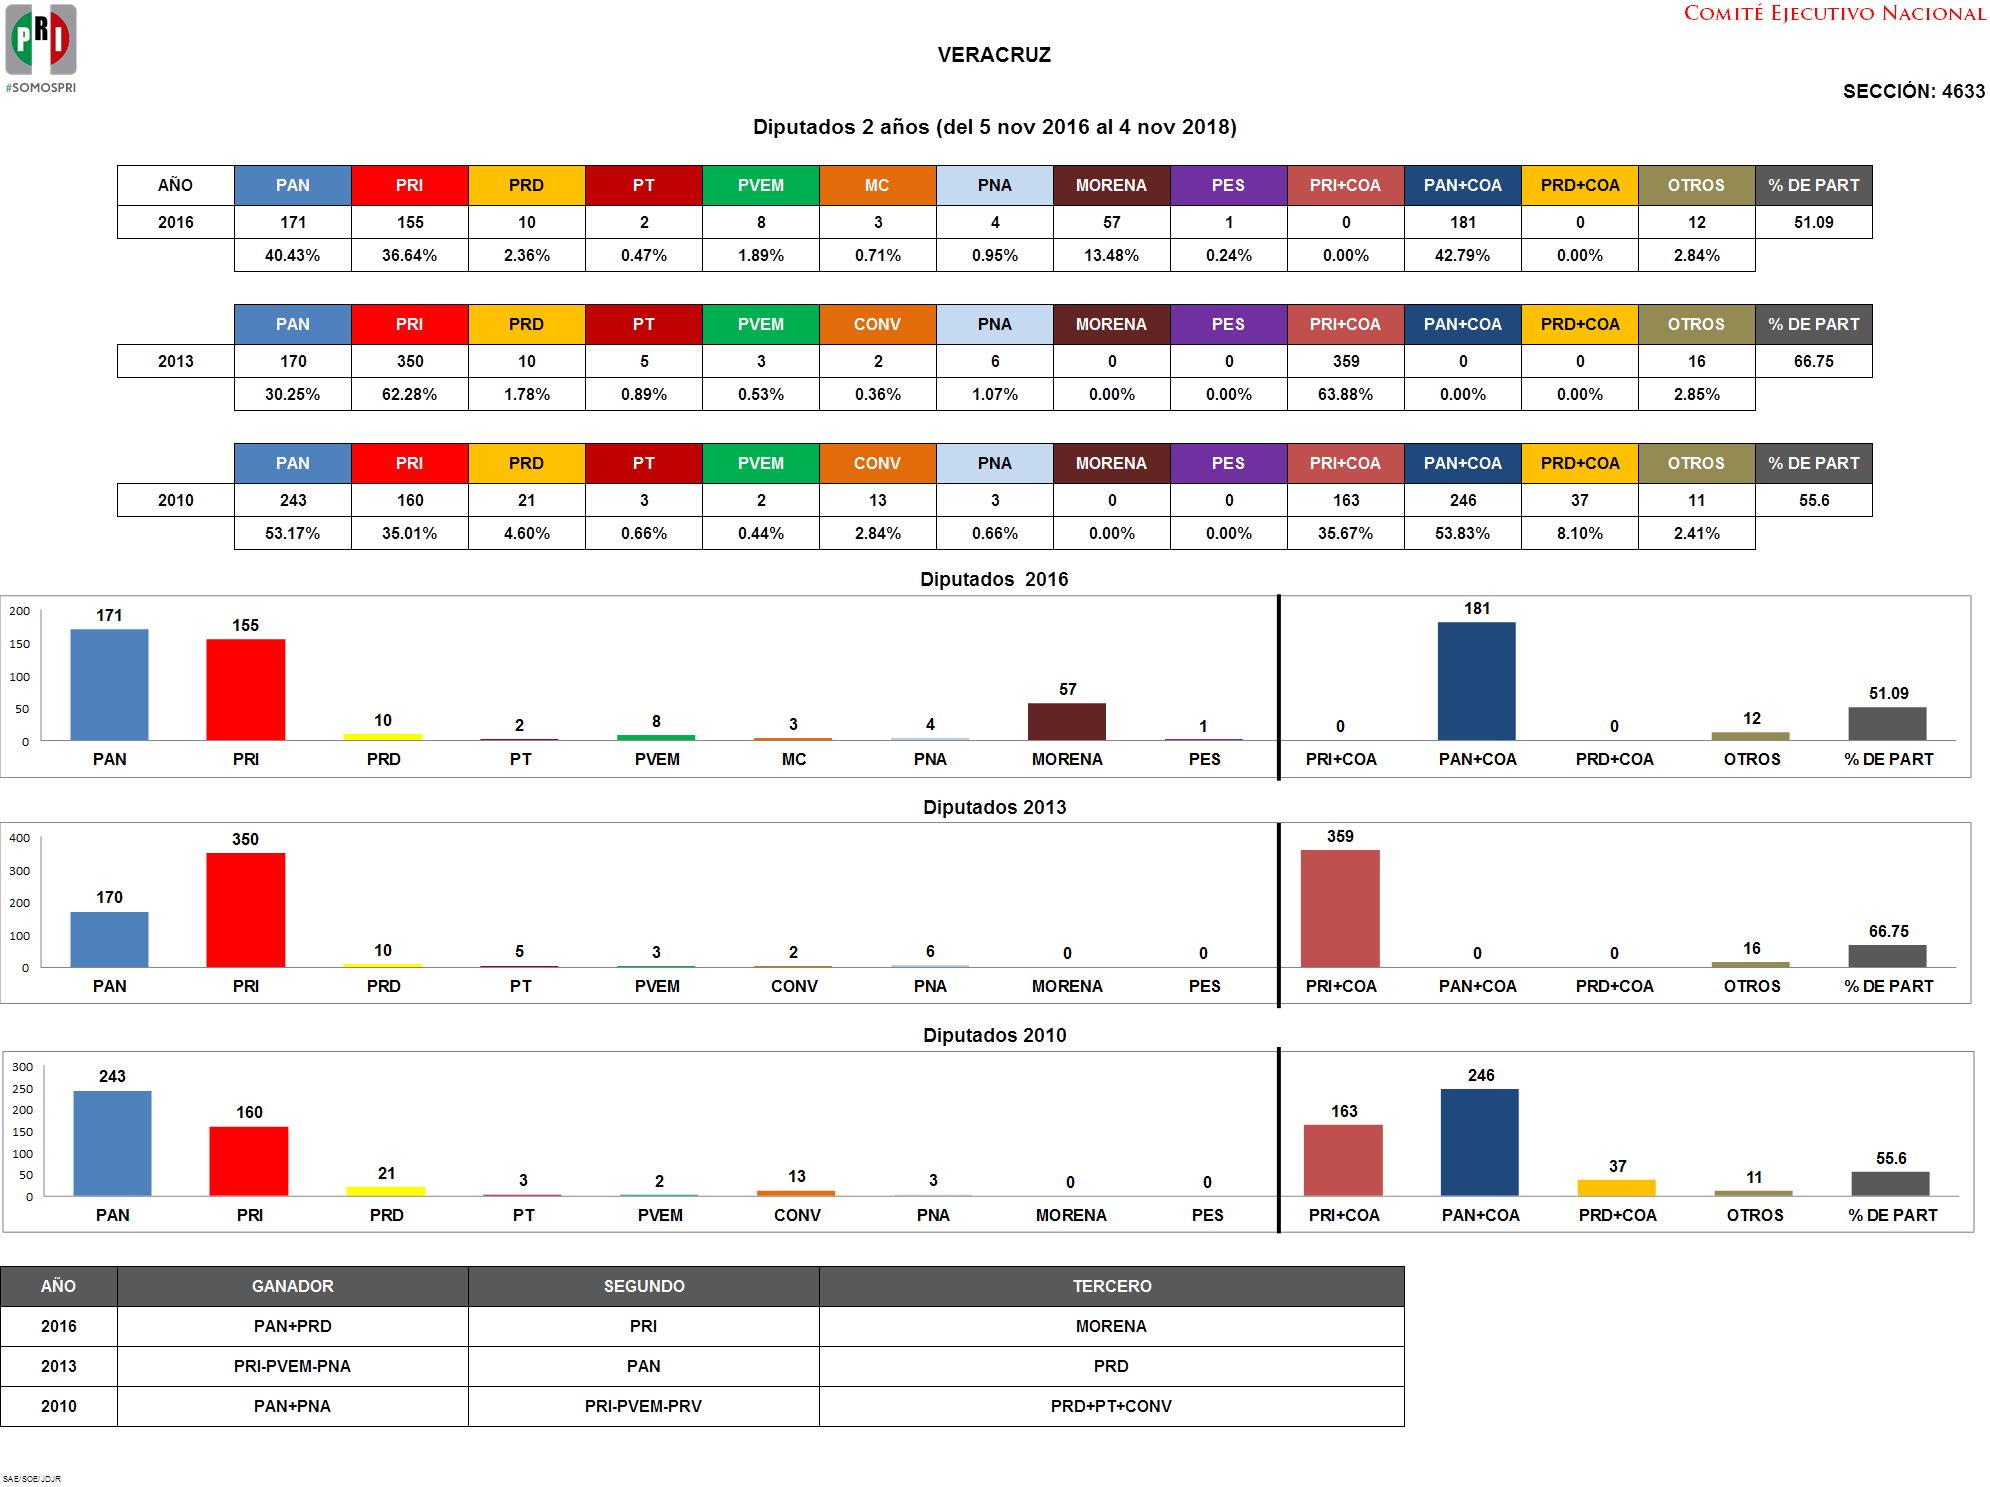 PRI
#SOMOSPRI
COMITÉ EJECUTIVO NACIONAL
VERACRUZ
SECCIÓN: 4633
Diputados 2 años (del 5 nov 2016 al 4 nov 2018)
AÑO PAN PRI PRD PT PVEM MC PNA MORENA PES PRI+COA PAN+COA PRD+COA OTROS % DE PART
2016 171 155 10 2 8 3 4 57 1 0 181 0 12 51.09
40.43% 36.64% 2.36% 0.47% 1.89% 0.71% 0.95% 13.48% 0.24% 0.00% 42.79% 0.00% 2.84%
PAN PRI PRD PT PVEM CONV PNA MORENA PES PRI+COA PAN+COA PRD+COA OTROS % DE PART
2013 170 350 10 5 3 2 6 0 0 359 0 0 16 66.75
30.25% 62.28% 1.78% 0.89% 0.53% 0.36% 1.07% 0.00% 0.00% 63.88% 0.00% 0.00% 2.85%
PAN PRI PRD PT PVEM CONV PNA MORENA PES PRI+COA PAN+COA PRD+COA OTROS % DE PART
2010 243 160 21 3 2 13 3 0 0 163 246 37 11 55.6
53.17% 35.01% 4.60% 0.66% 0.44% 2.84% 0.66% 0.00% 0.00% 35.67% 53.83% 8.10% 2.41%
Diputados  2016
200
150
100
50
0
171 155 10 2 8 3 4 57 1 0 181 0 12 51.09
PAN PRI PRD PT PVEM MC PNA MORENA PES PRI+COA PAN+COA PRD+COA OTROS % DE PART
Diputados 2013
400
300
200
100
0
170 350 10 5 3 2 6 0 0 359 0 0 16 66.75
PAN PRI PRD PT PVEM CONV PNA MORENA PES PRI+COA PAN+COA PRD+COA OTROS % DE PART
Diputados 2010
300
250
200
150
100
50
0
243 160 21 3 2 13 3 0 0 163 246 37 11 55.6
PAN PRI PRD PT PVEM CONV PNA MORENA PES PRI+COA PAN+COA PRD+COA OTROS % DE PART
AÑO GANADOR SEGUNDO TERCERO
2016 PAN+PRD PRI MORENA
2013 PRI-PVEM-PNA PAN PRD
2010 PAN+PNA PRI-PVEM-PRV PRD+PT+CONV
SAE/SOE/JDJR